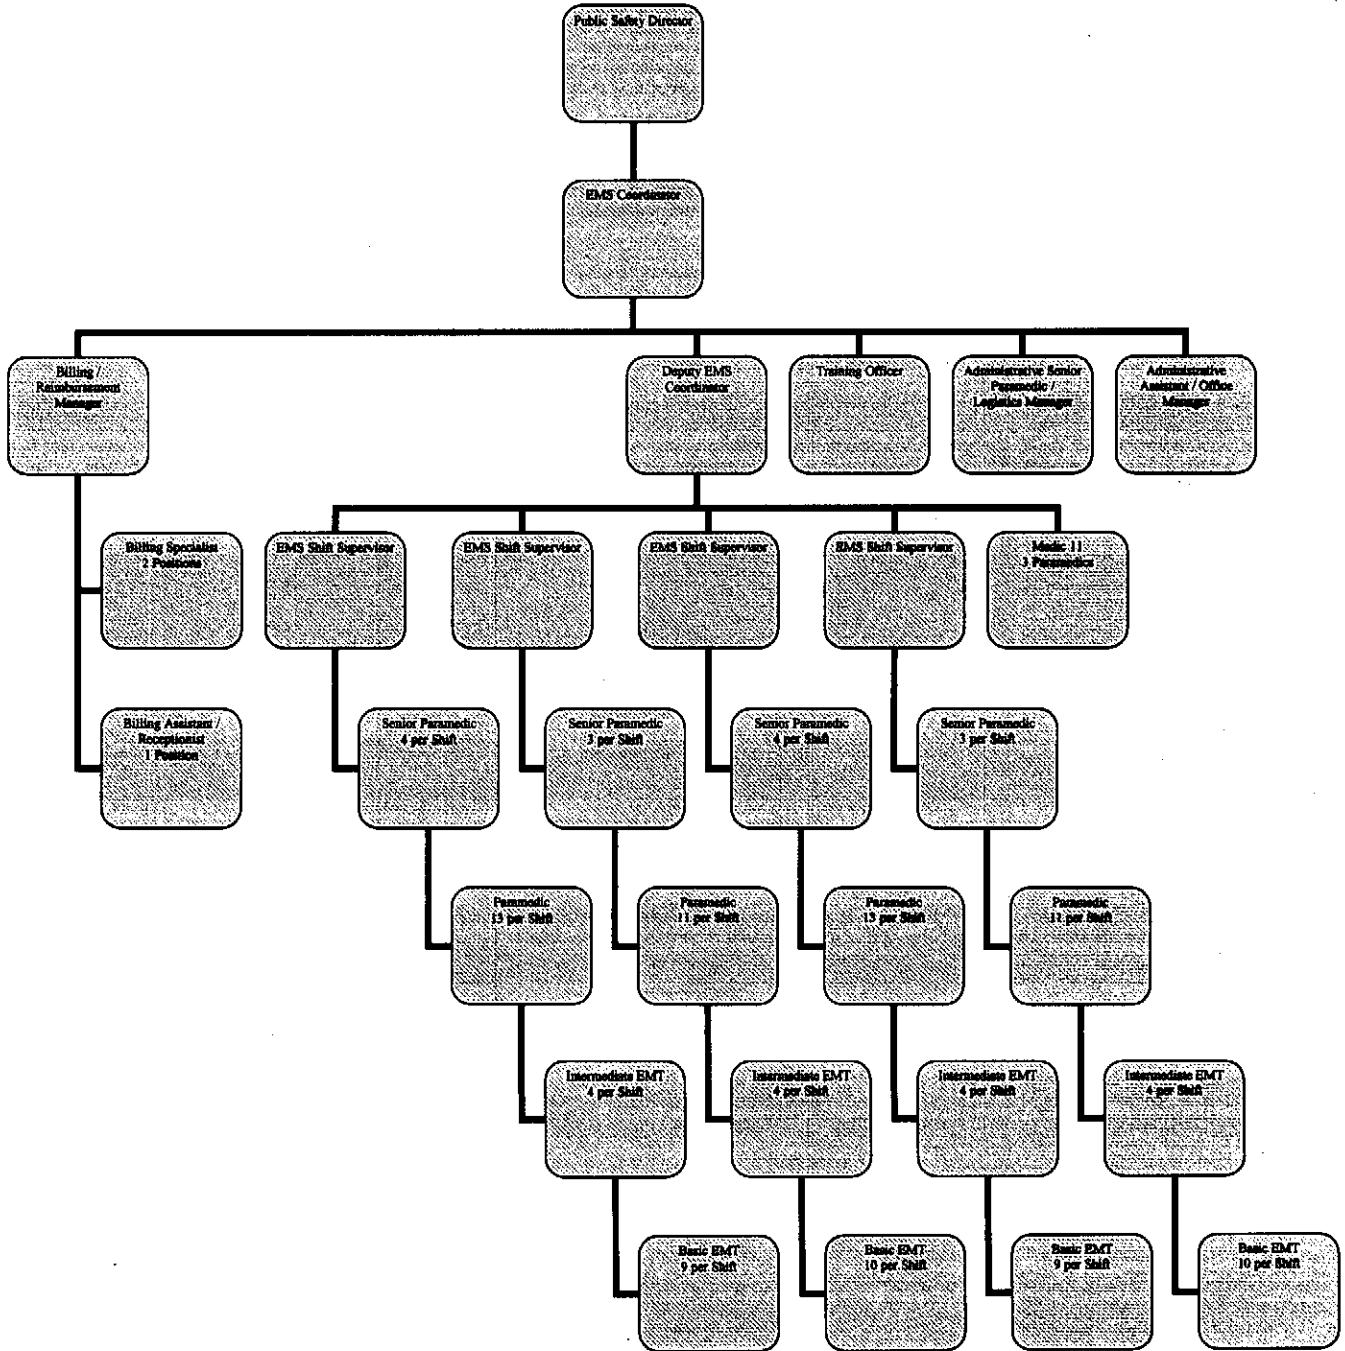 Public Safety Director
EMS Coordinator
Billing /
Reimbursement
Manager
Deputy EMS
Coordinator
Training Officer
Administrative Senior
Paramedic /
Logistics Manager
Administrative
Assistant / Office
Manager
Billing Specialist
2 Positions
EMS Shift Supervisor
EMS Shift Supervisor
EMS Shift Supervisor
EMS Shift Supervisor
Medic 11
3 Paramedics
Billing Assistant /
Receptionist
1 Position
Senior Paramedic
4 per Shift
Senior Paramedic
3 per Shift
Senior Paramedic
4 per Shift
Senior Paramedic
3 per Shift
Paramedic
13 per Shift
Paramedic
11 per Shift
Paramedic
13 per Shift
Paramedic
11 per Shift
Intermediate EMT
4 per Shift
Intermediate EMT
4 per Shift
Intermediate EMT
4 per Shift
Intermediate EMT
4 per Shift
Basic EMT
9 per Shift
Basic EMT
10 per Shift
Basic EMT
9 per Shift
Basic EMT
10 per Shift